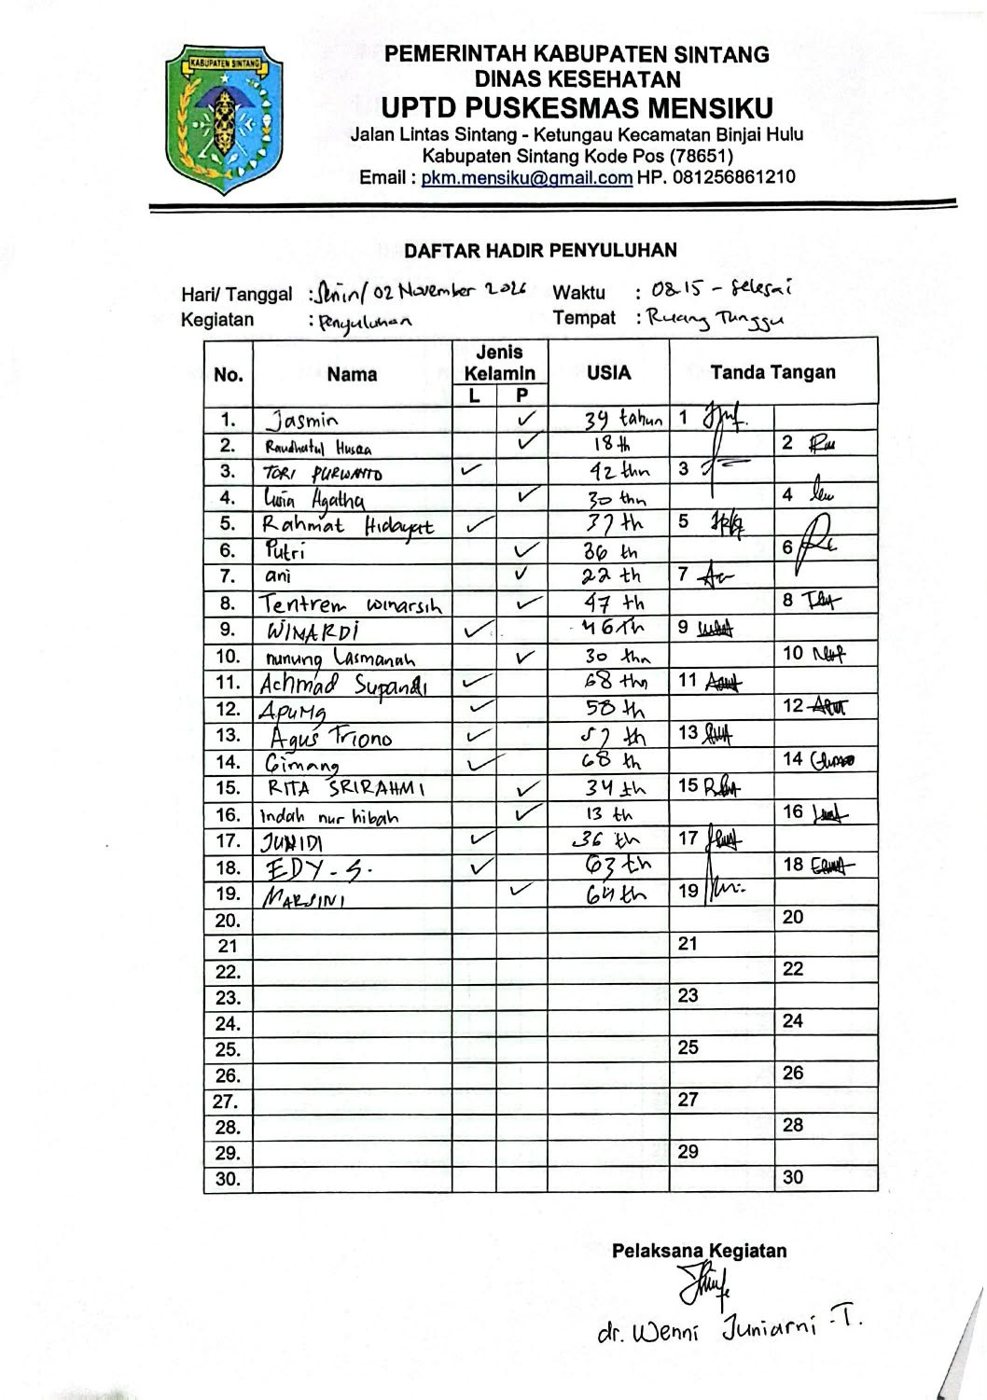 KABUPATEN SINTANG
PEMERINTAH KABUPATEN SINTANG
DINAS KESEHATAN
UPTD PUSKESMAS MENSIKU
Jalan Lintas Sintang - Ketungau Kecamatan Binjai Hulu
Kabupaten Sintang Kode Pos (78651)
Email : pkm.mensiku@gmail.com HP. 081256861210
DAFTAR HADIR PENYULUHAN
Hari/ Tanggal : Senin/ 02 November 2026 Waktu : 08.15 - Selesai
Kegiatan : Penyuluhan Tempat : Ruang Tunggu
No. Nama Jenis Kelamin USIA Tanda Tangan
L P
1. Jasmin ✓ 39 tahun 1
2. Raudhatul Husaa ✓ 18 th 2
3. TORI PURWANTO ✓ 42 thn 3
4. Agatha ✓ 30 thn 4
5. Rahmat Hidayat ✓ 37 th 5
6. Putri ✓ 36 th 6
7. ani ✓ 22 th 7
8. Tentrem winarsih ✓ 47 th 8
9. WINARDI ✓ 46 Th 9
10. nunung Lasmanah ✓ 30 thn 10
11. Achmad Supandi ✓ 68 thn 11
12. APUNG ✓ 58 th 12
13. Agus Triono ✓ 57 th 13
14. Gimang ✓ 68 th 14
15. RITA SRIRAHMI ✓ 34 th 15
16. Indah nur hibah ✓ 13 th 16
17. JUNIDI ✓ 36 th 17
18. EDY - S. ✓ 63 th 18
19. MARSINI ✓ 64 th 19
20. 20
21 21
22. 22
23. 23
24. 24
25. 25
26. 26
27. 27
28. 28
29. 29
30. 30
Pelaksana Kegiatan
dr. Wenni Juniarni .T.